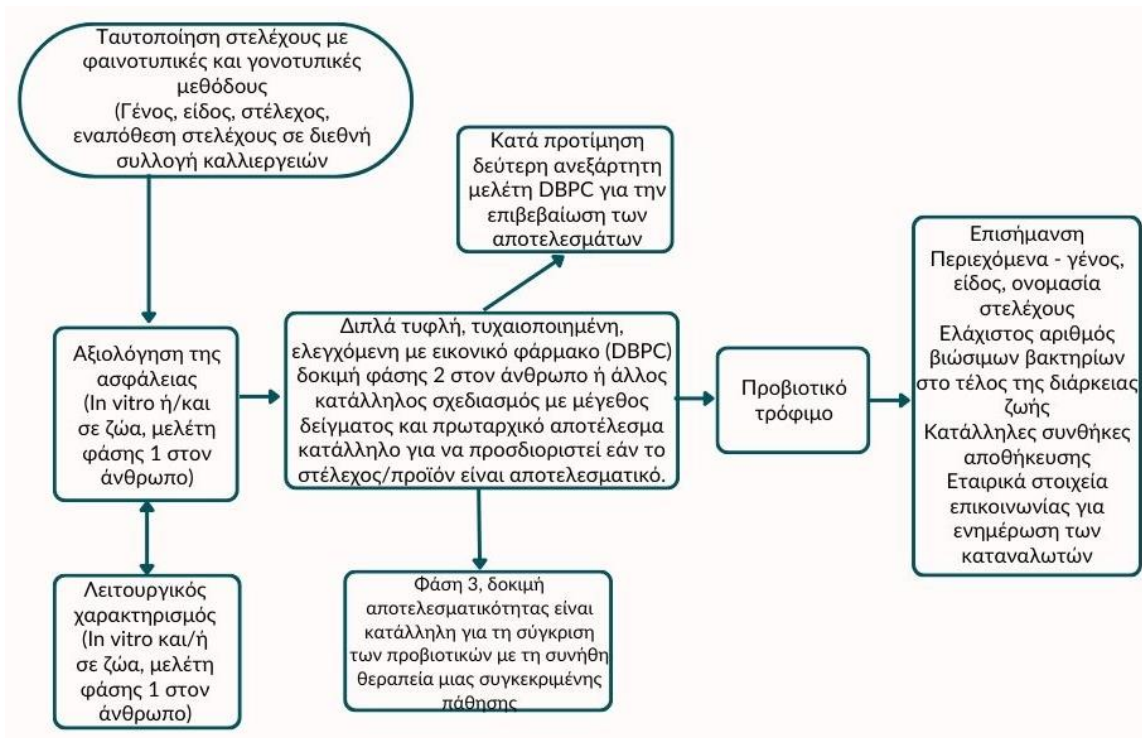 Ταυτοποίηση στελέχους με
φαινοτυπικές και γονοτυπικές
μεθόδους
(Γένος, είδος, στέλεχος,
εναπόθεση στελέχους σε διεθνή
συλλογή καλλιεργειών
Κατά προτίμηση
δεύτερη ανεξάρτητη
μελέτη DBPC για την
επιβεβαίωση των
αποτελεσμάτων
Αξιολόγηση της
ασφάλειας
(In vitro ή/και
σε ζώα, μελέτη
φάσης 1 στον
άνθρωπο)
Διπλά τυφλή, τυχαιοποιημένη,
ελεγχόμενη με εικονικό φάρμακο (DBPC)
δοκιμή φάσης 2 στον άνθρωπο ή άλλος
κατάλληλος σχεδιασμός με μέγεθος
δείγματος και πρωταρχικό αποτέλεσμα
κατάλληλο για να προσδιοριστεί εάν το
στέλεχος/προϊόν είναι αποτελεσματικό.
Προβιοτικό
τρόφιμο
Επισήμανση
Περιεχόμενα - γένος,
είδος, ονομασία
στελέχους
Ελάχιστος αριθμός
βιώσιμων βακτηρίων
στο τέλος της διάρκειας
ζωής
Κατάλληλες συνθήκες
αποθήκευσης
Εταιρικά στοιχεία
επικοινωνίας για
ενημέρωση των
καταναλωτών
Λειτουργικός
χαρακτηρισμός
(In vitro και/ή
σε ζώα, μελέτη
φάσης 1 στον
άνθρωπο)
Φάση 3, δοκιμή
αποτελεσματικότητας είναι
κατάλληλη για τη σύγκριση
των προβιοτικών με τη συνήθη
θεραπεία μιας συγκεκριμένης
πάθησης